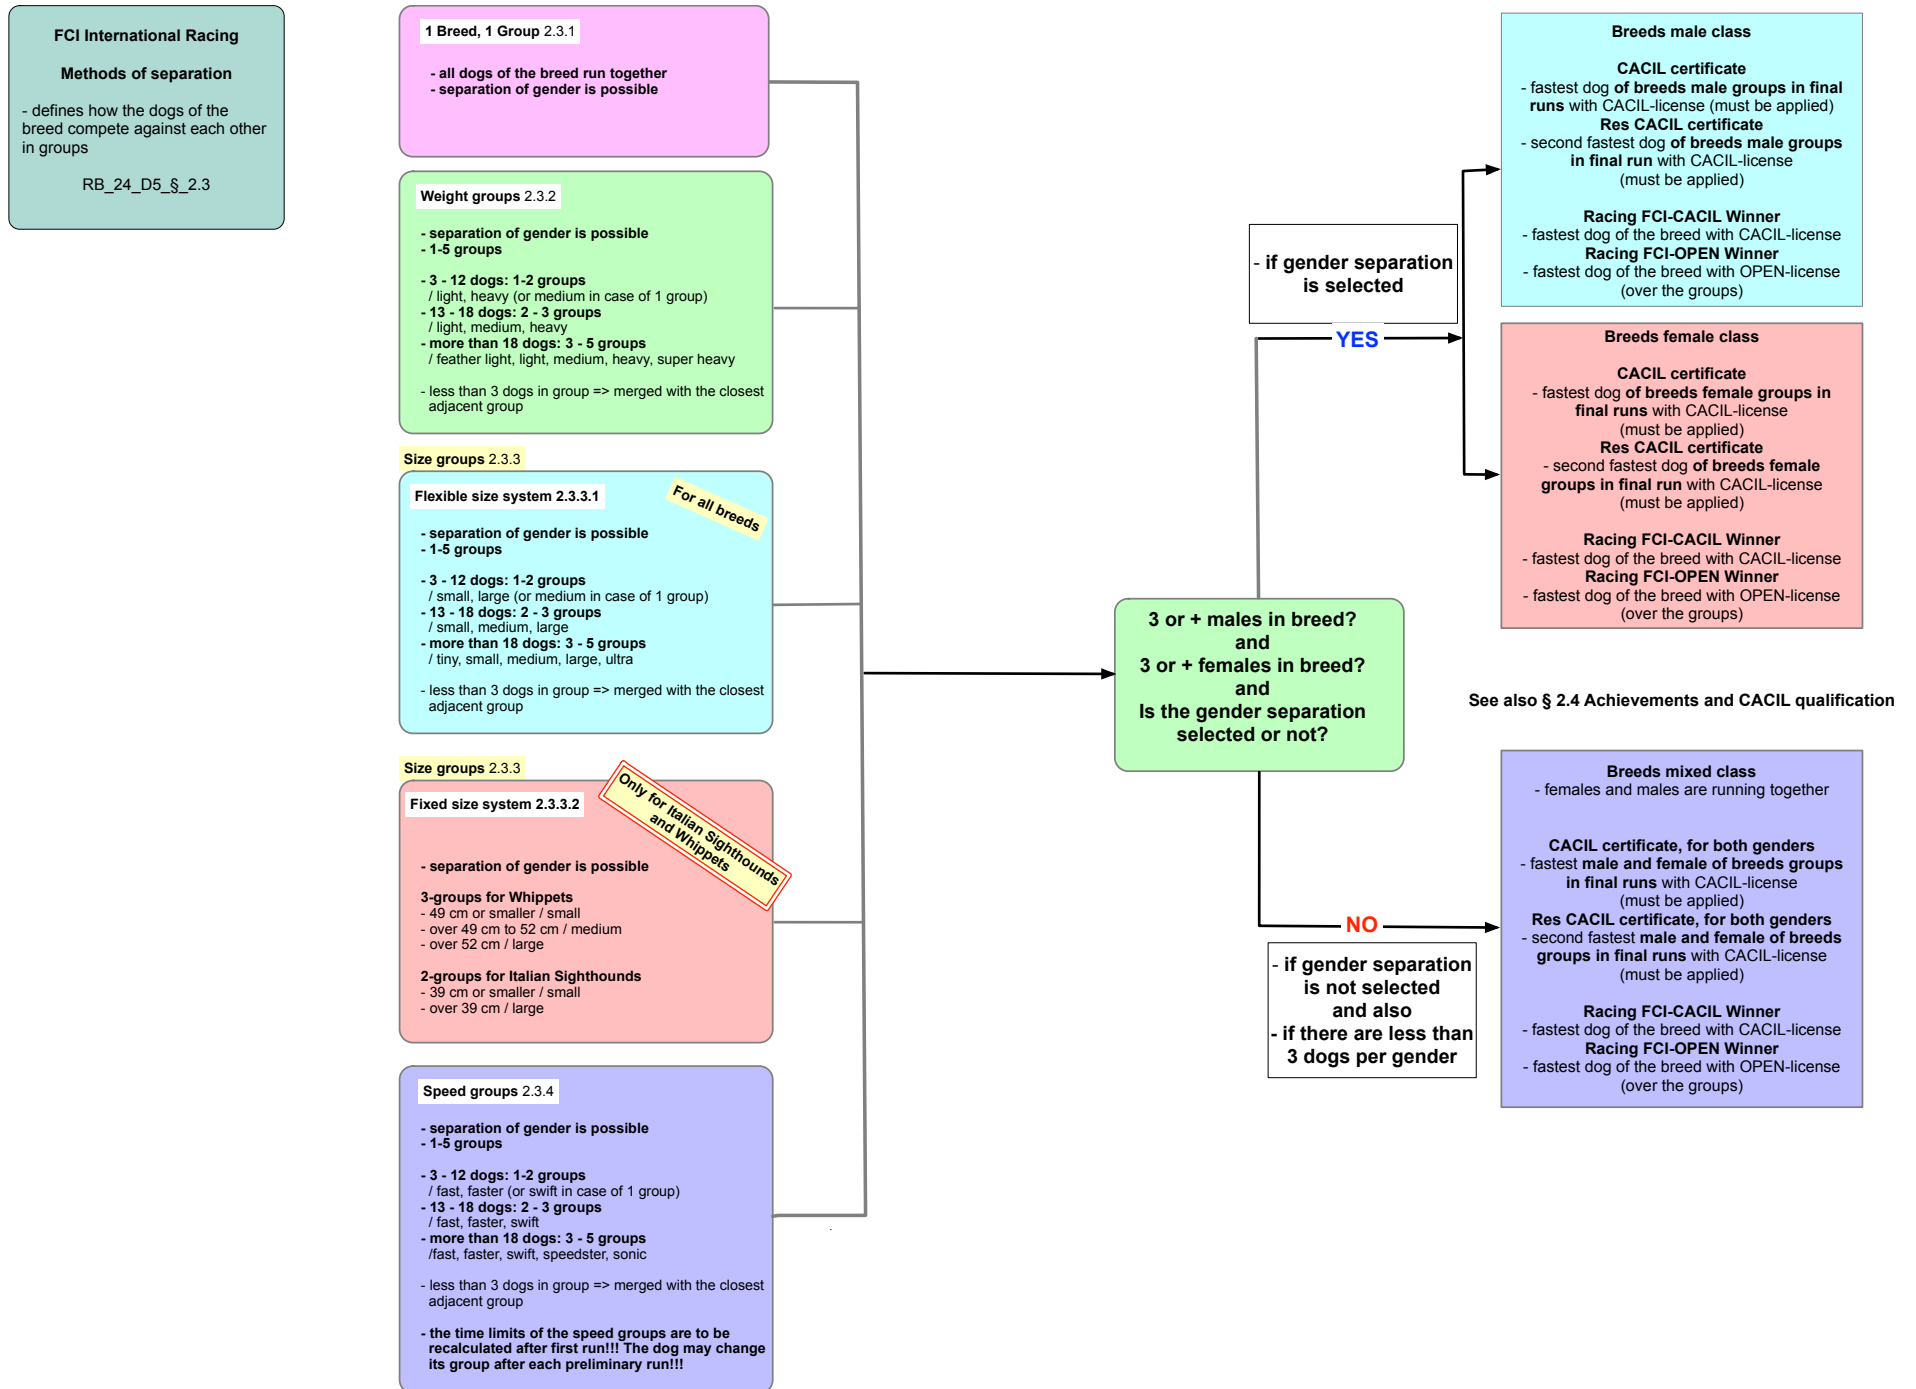 FCI International Racing
Methods of separation
- defines how the dogs of the
breed compete against each other
in groups
RB_24_D5_§_2.3
1 Breed, 1 Group 2.3.1
- all dogs of the breed run together
- separation of gender is possible
Weight groups 2.3.2
- separation of gender is possible
- 1-5 groups
- 3 - 12 dogs: 1-2 groups
/ light, heavy (or medium in case of 1 group)
- 13 - 18 dogs: 2 - 3 groups
/ light, medium, heavy
- more than 18 dogs: 3 - 5 groups
/ feather light, light, medium, heavy, super heavy
- less than 3 dogs in group => merged with the closest
adjacent group
Size groups 2.3.3
Flexible size system 2.3.3.1
For all breeds
- separation of gender is possible
- 1-5 groups
- 3 - 12 dogs: 1-2 groups
/ small, large (or medium in case of 1 group)
- 13 - 18 dogs: 2 - 3 groups
/ small, medium, large
- more than 18 dogs: 3 - 5 groups
/ tiny, small, medium, large, ultra
- less than 3 dogs in group => merged with the closest
adjacent group
Size groups 2.3.3
Fixed size system 2.3.3.2
Only for Italian Sighthounds
and Whippets
- separation of gender is possible
3-groups for Whippets
- 49 cm or smaller / small
- over 49 cm to 52 cm / medium
- over 52 cm / large
2-groups for Italian Sighthounds
- 39 cm or smaller / small
- over 39 cm / large
Speed groups 2.3.4
- separation of gender is possible
- 1-5 groups
- 3 - 12 dogs: 1-2 groups
/ fast, faster (or swift in case of 1 group)
- 13 - 18 dogs: 2 - 3 groups
/ fast, faster, swift
- more than 18 dogs: 3 - 5 groups
/fast, faster, swift, speedster, sonic
- less than 3 dogs in group => merged with the closest
adjacent group
- the time limits of the speed groups are to be
recalculated after first run!!! The dog may change
its group after each preliminary run!!!
3 or + males in breed?
and
3 or + females in breed?
and
Is the gender separation
selected or not?
- if gender separation
is selected
YES
NO
- if gender separation
is not selected
and also
- if there are less than
3 dogs per gender
Breeds male class
CACIL certificate
- fastest dog of breeds male groups in final
runs with CACIL-license (must be applied)
Res CACIL certificate
- second fastest dog of breeds male groups
in final run with CACIL-license
(must be applied)
Racing FCI-CACIL Winner
- fastest dog of the breed with CACIL-license
Racing FCI-OPEN Winner
- fastest dog of the breed with OPEN-license
(over the groups)
Breeds female class
CACIL certificate
- fastest dog of breeds female groups in
final runs with CACIL-license
(must be applied)
Res CACIL certificate
- second fastest dog of breeds female
groups in final run with CACIL-license
(must be applied)
Racing FCI-CACIL Winner
- fastest dog of the breed with CACIL-license
Racing FCI-OPEN Winner
- fastest dog of the breed with OPEN-license
(over the groups)
See also § 2.4 Achievements and CACIL qualification
Breeds mixed class
- females and males are running together
CACIL certificate, for both genders
- fastest male and female of breeds groups
in final runs with CACIL-license
(must be applied)
Res CACIL certificate, for both genders
- second fastest male and female of breeds
groups in final runs with CACIL-license
(must be applied)
Racing FCI-CACIL Winner
- fastest dog of the breed with CACIL-license
Racing FCI-OPEN Winner
- fastest dog of the breed with OPEN-license
(over the groups)